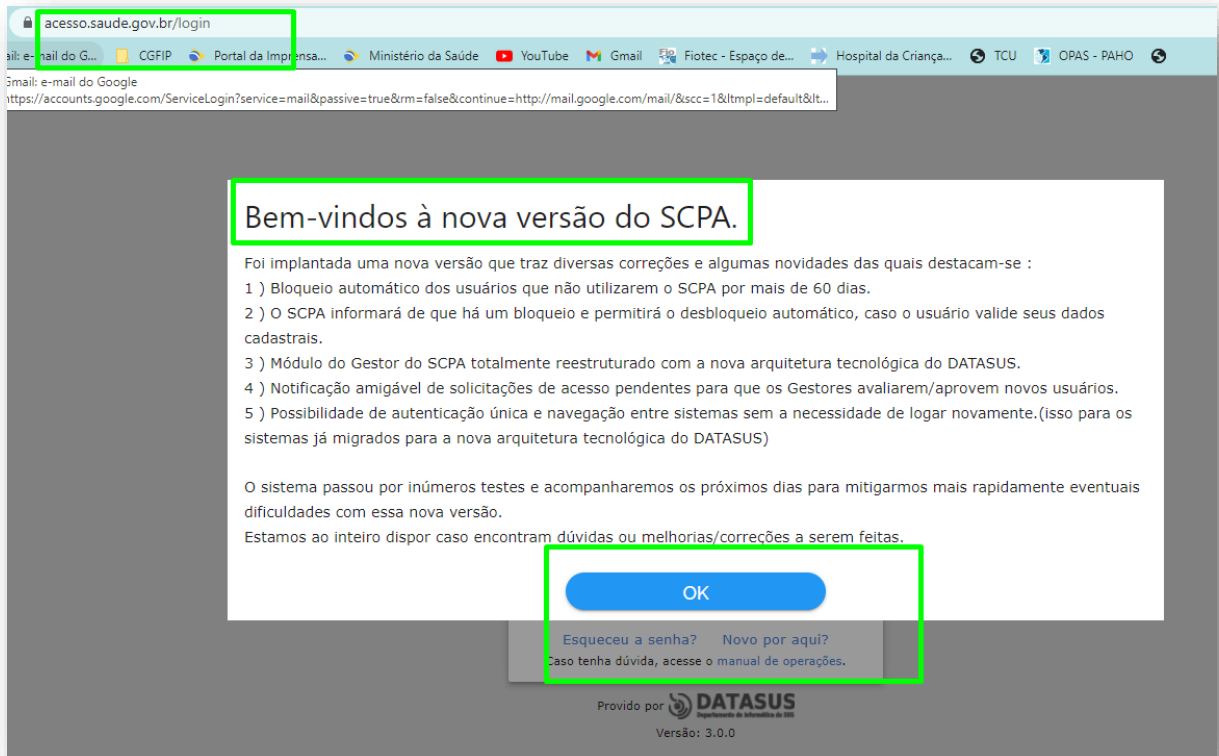 acesso.saude.gov.br/login
ail: e-mail do G... CGFIP Portal da Imprensa... Ministério da Saúde YouTube Gmail Fiotec - Espaço de... Hospital da Criança... TCU OPAS - PAHO
Gmail: e-mail do Google
https://accounts.google.com/ServiceLogin?service=mail&passive=true&rm=false&continue=http://mail.google.com/mail/&scc=1&ltmpl=default&lt...
Bem-vindos à nova versão do SCPA.
Foi implantada uma nova versão que traz diversas correções e algumas novidades das quais destacam-se :
1 ) Bloqueio automático dos usuários que não utilizarem o SCPA por mais de 60 dias.
2 ) O SCPA informará de que há um bloqueio e permitirá o desbloqueio automático, caso o usuário valide seus dados
cadastrais.
3 ) Módulo do Gestor do SCPA totalmente reestruturado com a nova arquitetura tecnológica do DATASUS.
4 ) Notificação amigável de solicitações de acesso pendentes para que os Gestores avaliarem/aprovem novos usuários.
5 ) Possibilidade de autenticação única e navegação entre sistemas sem a necessidade de logar novamente.(isso para os
sistemas já migrados para a nova arquitetura tecnológica do DATASUS)
O sistema passou por inúmeros testes e acompanharemos os próximos dias para mitigarmos mais rapidamente eventuais
dificuldades com essa nova versão.
Estamos ao inteiro dispor caso encontram dúvidas ou melhorias/correções a serem feitas.
OK
Esqueceu a senha? Novo por aqui?
Caso tenha dúvida, acesse o manual de operações.
Provido por DATASUS
Departamento de Informática do SUS
Versão: 3.0.0